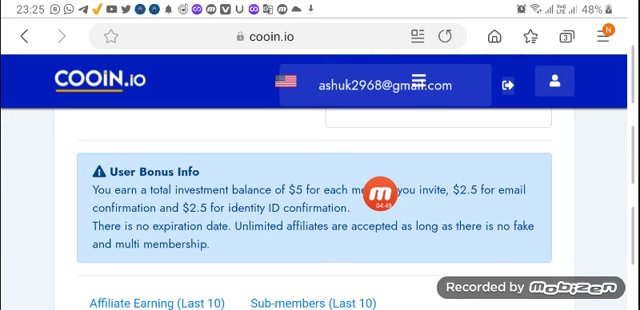 23:25 48%
cooin.io
COOiN.io ashuk2968@gmail.com
User Bonus Info
You earn a total investment balance of $5 for each me you invite, $2.5 for email
04:49
confirmation and $2.5 for identity ID confirmation.
There is no expiration date. Unlimited affiliates are accepted as long as there is no fake
and multi membership.
Recorded by mobizen
Affiliate Earning (Last 10) Sub-members (Last 10)